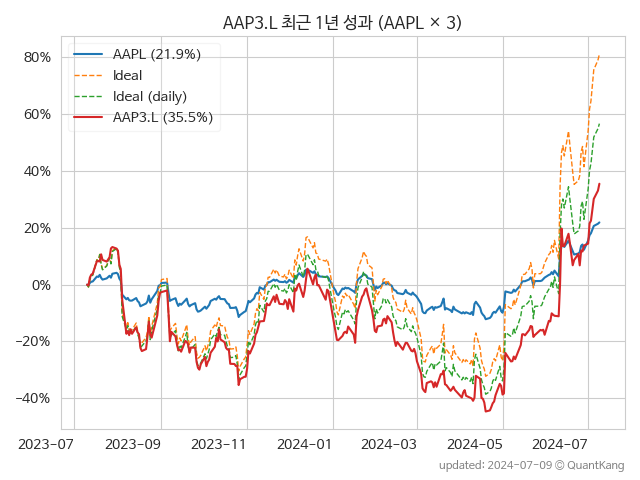 AAP3.L 최근 1년 성과 (AAPL × 3)
AAPL (21.9%)
Ideal
Ideal (daily)
AAP3.L (35.5%)
80%
60%
40%
20%
0%
−20%
−40%
2023-07 2023-09 2023-11 2024-01 2024-03 2024-05 2024-07
updated: 2024-07-09 © QuantKang